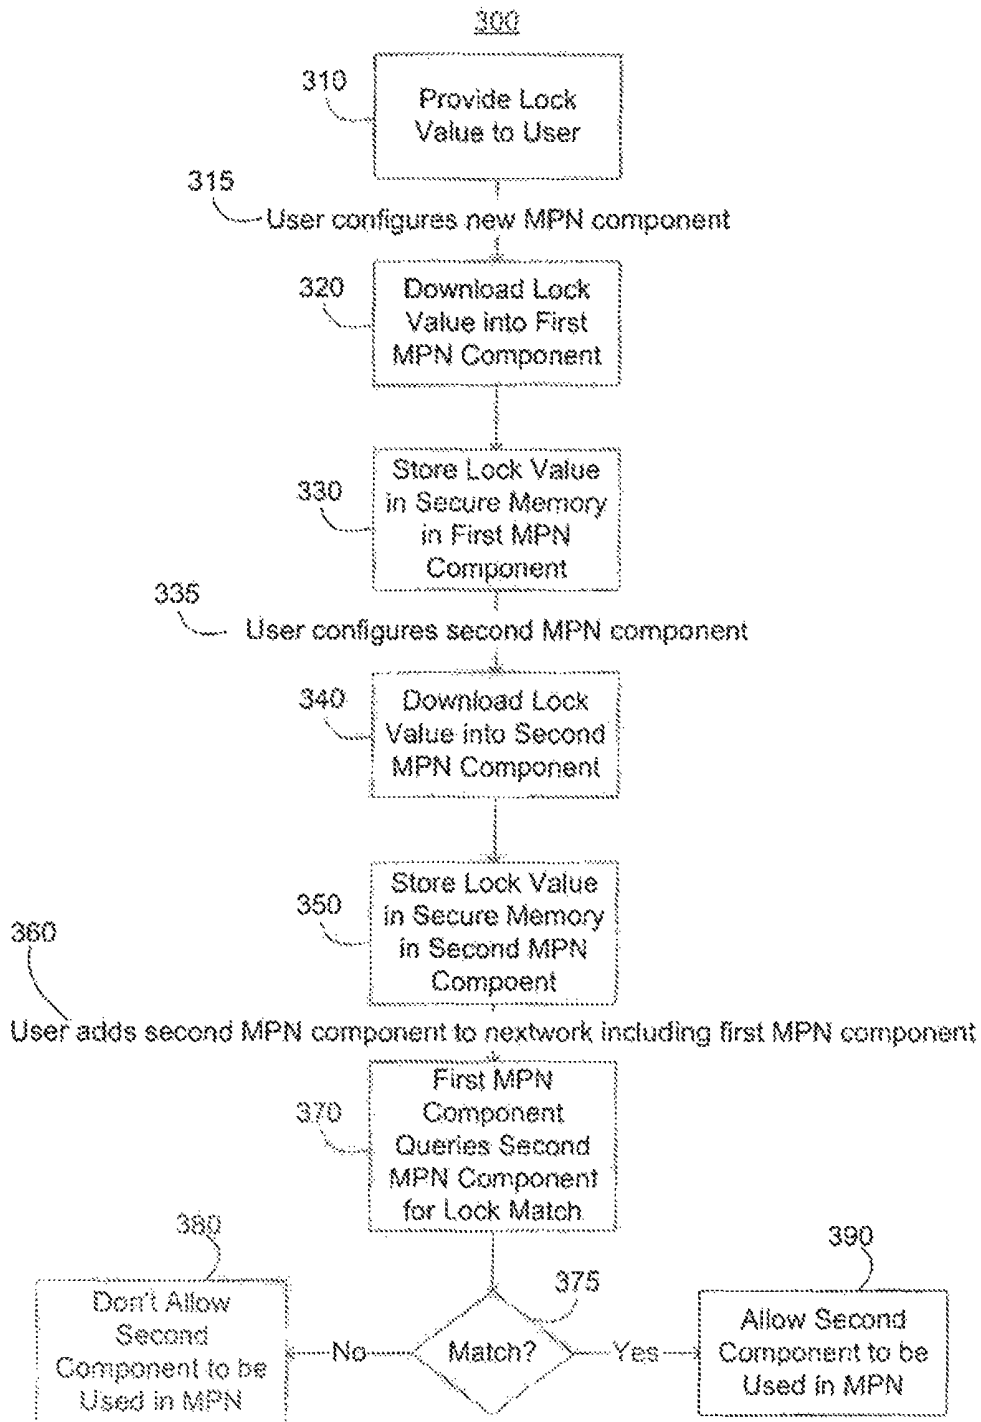 300
310
Provide Lock
Value to User
315
User configures new MPN component
320
Download Lock
Value into First
MPN Component
330
Store Lock Value
in Secure Memory
in First MPN
Component
335
User configures second MPN component
340
Download Lock
Value into Second
MPN Component
350
Store Lock Value
in Secure Memory
in Second MPN
Compoent
360
User adds second MPN component to nextwork including first MPN component
370
First MPN
Component
Queries Second
MPN Component
for Lock Match
380
Don't Allow
Second
Component to be
Used in MPN
No
375
Match?
Yes
390
Allow Second
Component to be
Used in MPN